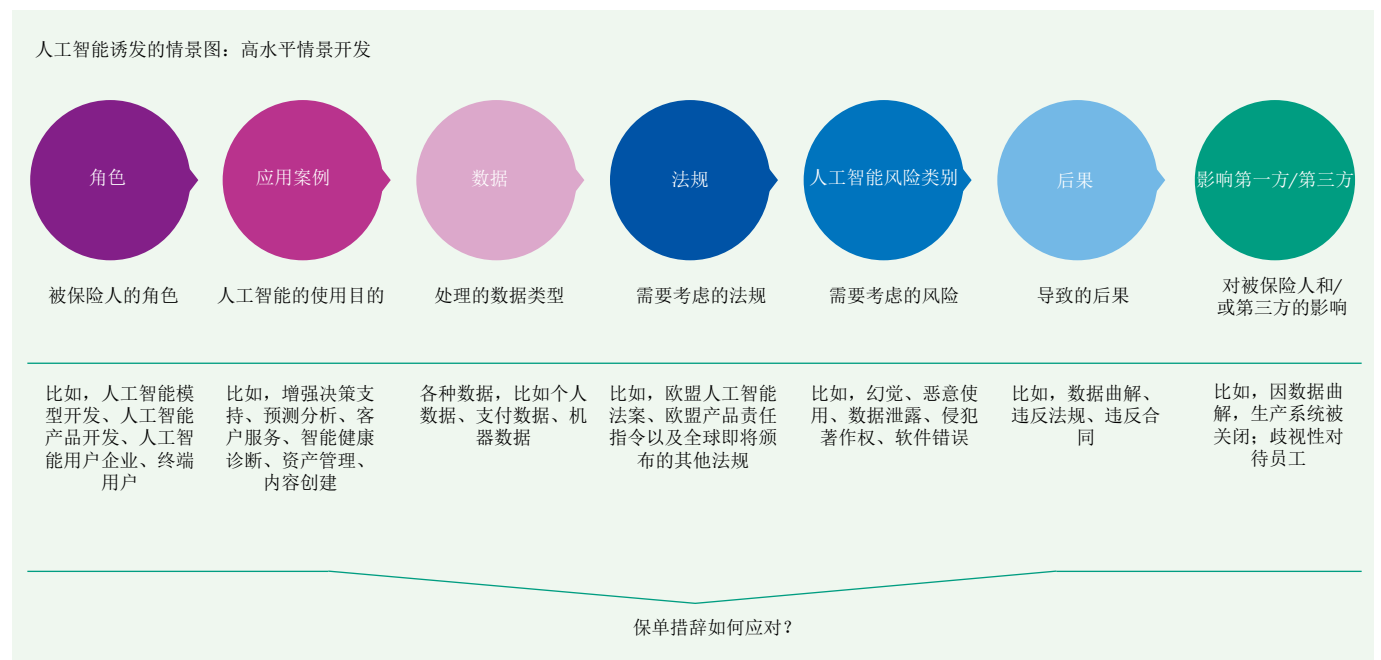 人工智能诱发的情景图：高水平情景开发
角色
应用案例
数据
法规
人工智能风险类别
后果
影响第一方/第三方
被保险人的角色
人工智能的使用目的
处理的数据类型
需要考虑的法规
需要考虑的风险
导致的后果
对被保险人和/
或第三方的影响
比如，人工智能模
型开发、人工智能
产品开发、人工智
能用户企业、终端
用户
比如，增强决策支
持、预测分析、客
户服务、智能健康
诊断、资产管理、
内容创建
各种数据，比如个人
数据、支付数据、机
器数据
比如，欧盟人工智能
法案、欧盟产品责任
指令以及全球即将颁
布的其他法规
比如，幻觉、恶意使
用、数据泄露、侵犯
著作权、软件错误
比如，数据曲解、
违反法规、违反合
同
比如，因数据曲
解，生产系统被
关闭；歧视性对
待员工
保单措辞如何应对？